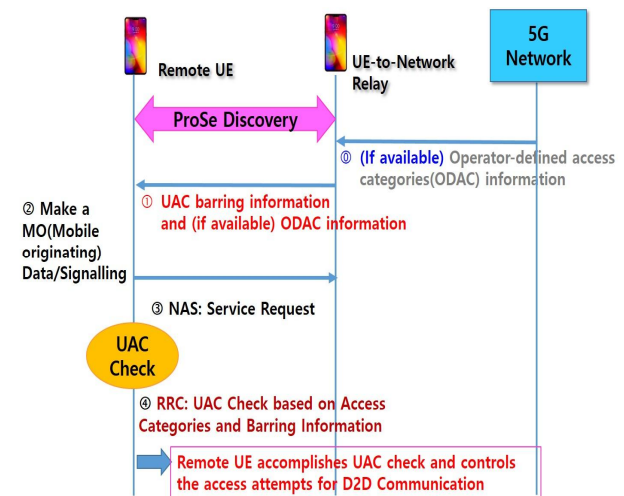 5G
Network
Remote UE
UE-to-Network
Relay
ProSe Discovery
⓪ (If available) Operator-defined access
categories(ODAC) information
① UAC barring information
and (if available) ODAC information
② Make a
MO(Mobile
originating)
Data/Signalling
③ NAS: Service Request
UAC
Check
④ RRC: UAC Check based on Access
Categories and Barring Information
Remote UE accomplishes UAC check and controls
the access attempts for D2D Communication